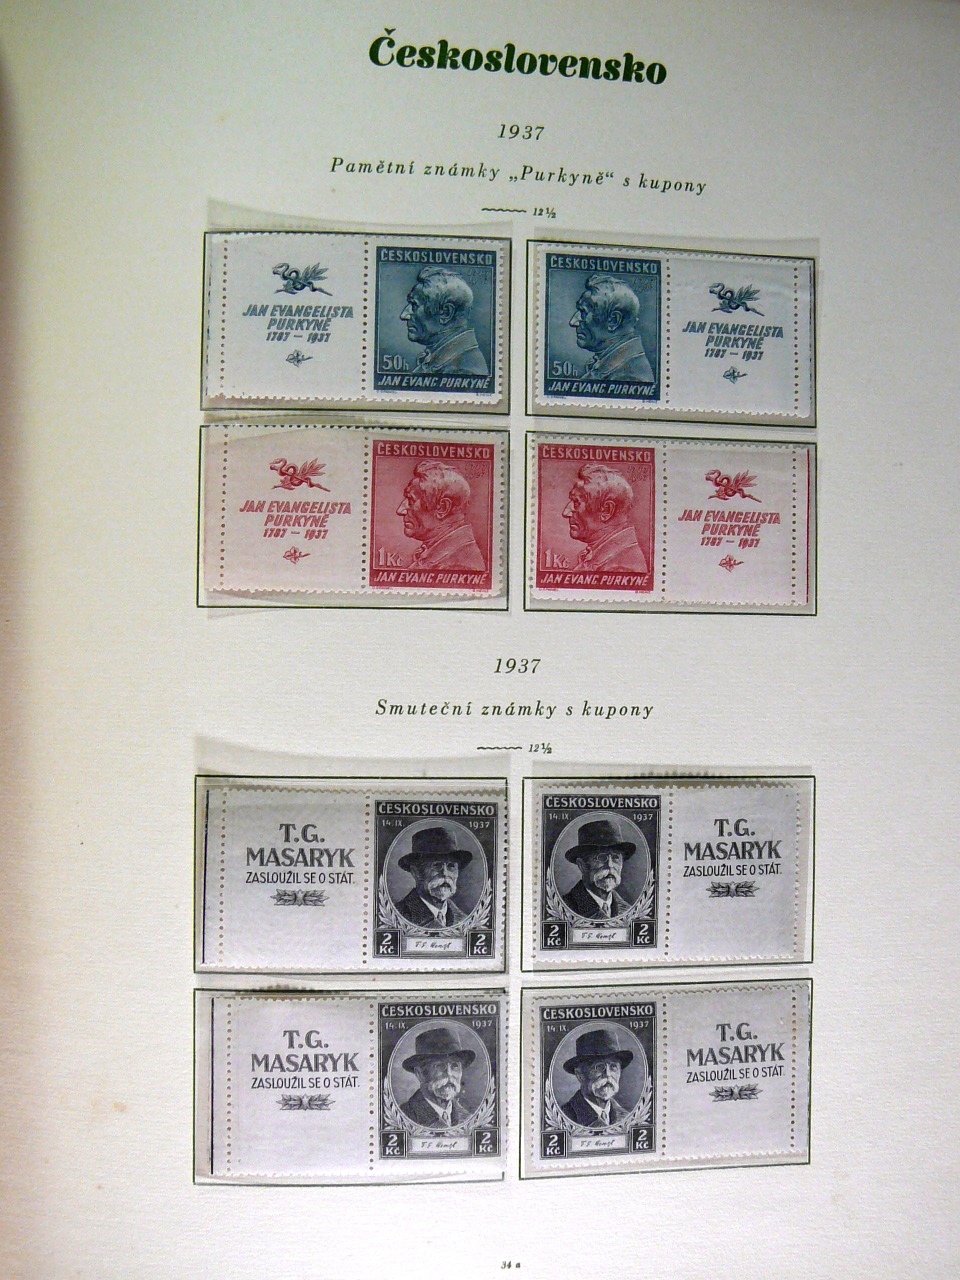 Československo
1937
Pamětní známky „Purkyně“ s kupony
12½
JAN EVANGELISTA
PURKYNĚ
1787 – 1937
ČESKOSLOVENSKO
50h
JAN EVANG. PURKYNĚ
ČESKOSLOVENSKO
50h
JAN EVANG. PURKYNĚ
JAN EVANGELISTA
PURKYNĚ
1787 – 1937
JAN EVANGELISTA
PURKYNĚ
1787 – 1937
ČESKOSLOVENSKO
1Kč
JAN EVANG. PURKYNĚ
ČESKOSLOVENSKO
1Kč
JAN EVANG. PURKYNĚ
JAN EVANGELISTA
PURKYNĚ
1787 – 1937
1937
Smuteční známky s kupony
12½
T.G.
MASARYK
ZASLOUŽIL SE O STÁT.
ČESKOSLOVENSKO
14.IX. 1937
2 Kč 2 Kč
ČESKOSLOVENSKO
14.IX. 1937
2 Kč 2 Kč
T.G.
MASARYK
ZASLOUŽIL SE O STÁT.
T.G.
MASARYK
ZASLOUŽIL SE O STÁT.
ČESKOSLOVENSKO
14.IX. 1937
2 Kč 2 Kč
ČESKOSLOVENSKO
14.IX. 1937
2 Kč 2 Kč
T.G.
MASARYK
ZASLOUŽIL SE O STÁT.
34 a